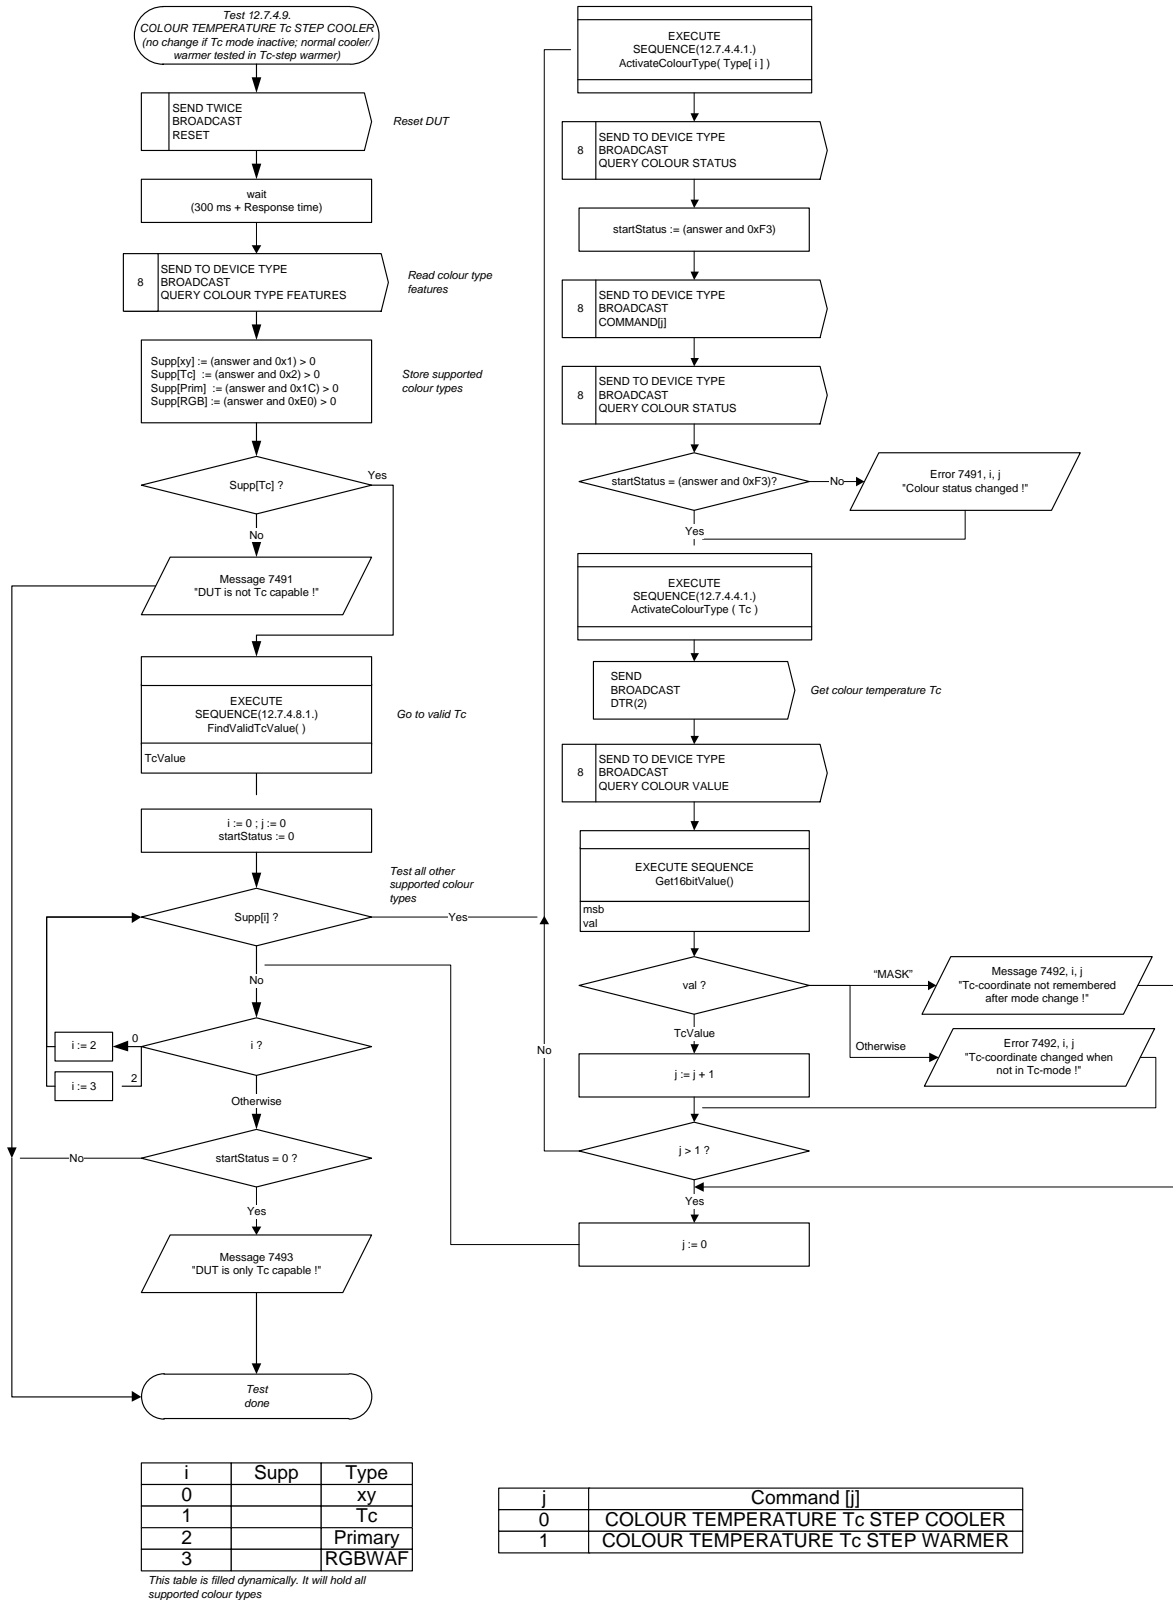 Test 12.7.4.9.
COLOUR TEMPERATURE Tc STEP COOLER
(no change if Tc mode inactive; normal cooler/
warmer tested in Tc-step warmer)
SEND TWICE
BROADCAST
RESET
Reset DUT
wait
(300 ms + Response time)
8
SEND TO DEVICE TYPE
BROADCAST
QUERY COLOUR TYPE FEATURES
Read colour type
features
Supp[xy] := (answer and 0x1) > 0
Supp[Tc] := (answer and 0x2) > 0
Supp[Prim] := (answer and 0x1C) > 0
Supp[RGB] := (answer and 0xE0) > 0
Store supported
colour types
Supp[Tc] ?
Yes
No
Message 7491
"DUT is not Tc capable !"
EXECUTE
SEQUENCE(12.7.4.8.1.)
FindValidTcValue( )
TcValue
Go to valid Tc
i := 0 ; j := 0
startStatus := 0
Test all other
supported colour
types
Supp[i] ?
Yes
No
i ?
0
i := 2
2
i := 3
Otherwise
startStatus = 0 ?
No
Yes
Message 7493
"DUT is only Tc capable !"
Test
done
EXECUTE
SEQUENCE(12.7.4.4.1.)
ActivateColourType( Type[ i ] )
8
SEND TO DEVICE TYPE
BROADCAST
QUERY COLOUR STATUS
startStatus := (answer and 0xF3)
8
SEND TO DEVICE TYPE
BROADCAST
COMMAND[j]
8
SEND TO DEVICE TYPE
BROADCAST
QUERY COLOUR STATUS
startStatus = (answer and 0xF3)?
No
Error 7491, i, j
"Colour status changed !"
Yes
EXECUTE
SEQUENCE(12.7.4.4.1.)
ActivateColourType ( Tc )
SEND
BROADCAST
DTR(2)
Get colour temperature Tc
8
SEND TO DEVICE TYPE
BROADCAST
QUERY COLOUR VALUE
EXECUTE SEQUENCE
Get16bitValue()
msb
val
val ?
“MASK”
Message 7492, i, j
"Tc-coordinate not remembered
after mode change !"
TcValue
Otherwise
Error 7492, i, j
"Tc-coordinate changed when
not in Tc-mode !"
j := j + 1
No
j > 1 ?
Yes
j := 0
i Supp Type
0 xy
1 Tc
2 Primary
3 RGBWAF
This table is filled dynamically. It will hold all
supported colour types
j Command [j]
0 COLOUR TEMPERATURE Tc STEP COOLER
1 COLOUR TEMPERATURE Tc STEP WARMER